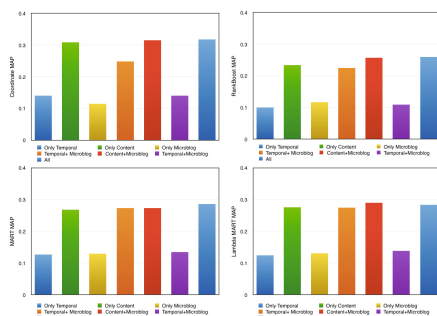 0.4
0.3
0.2
0.1
0
Coordinate MAP
Only Temporal Only Content Only Microblog
Temporal+ Microblog Content+Microblog Temporal+Microblog
All
0.4
0.3
0.2
0.1
0
RankBoost MAP
Only Temporal Only Content Only Microblog
Temporal+ Microblog Content+Microblog Temporal+Microblog
All
0.4
0.3
0.2
0.1
0
MART MAP
Only Temporal Only Content Only Microblog
Temporal+ Microblog Content+Microblog Temporal+Microblog
0.4
0.3
0.2
0.1
0
Lambda MART MAP
Only Temporal Only Content Only Microblog
Temporal+ Microblog Content+Microblog Temporal+Microblog